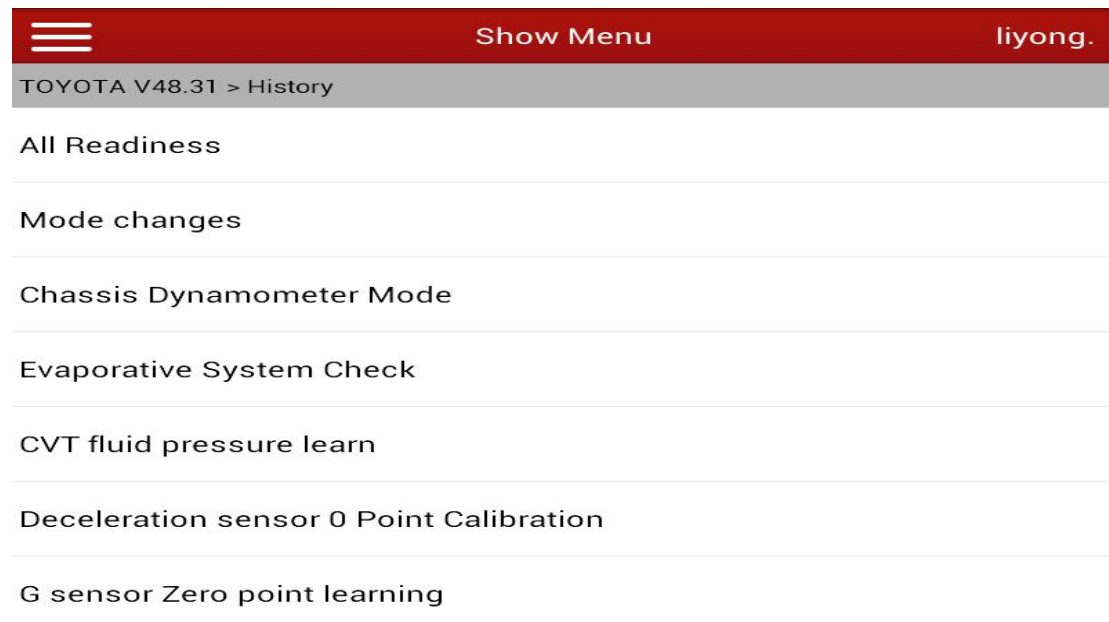 Show Menu liyong.
TOYOTA V48.31 > History
All Readiness
Mode changes
Chassis Dynamometer Mode
Evaporative System Check
CVT fluid pressure learn
Deceleration sensor 0 Point Calibration
G sensor Zero point learning